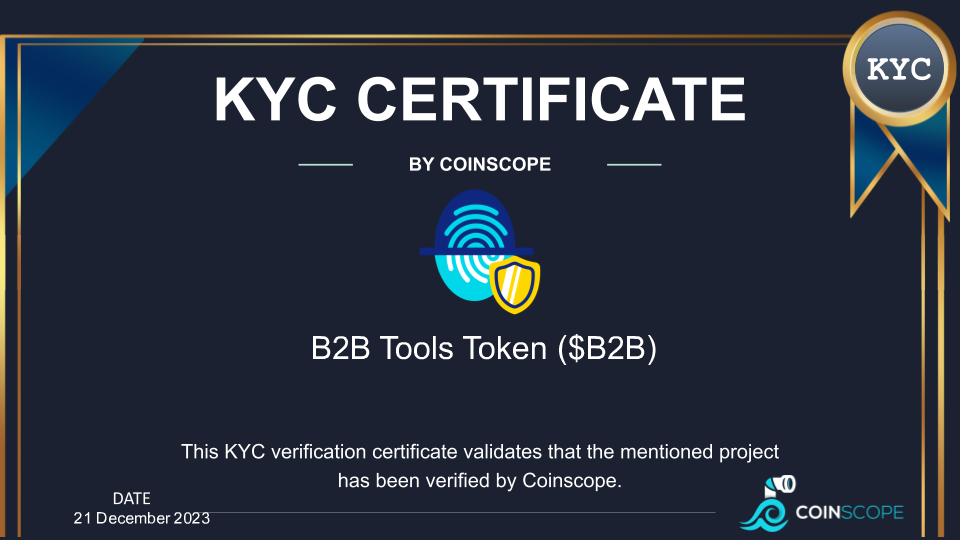 KYC
KYC CERTIFICATE
BY COINSCOPE
B2B Tools Token ($B2B)
This KYC verification certificate validates that the mentioned project
has been verified by Coinscope.
DATE
21 December 2023
COINSCOPE